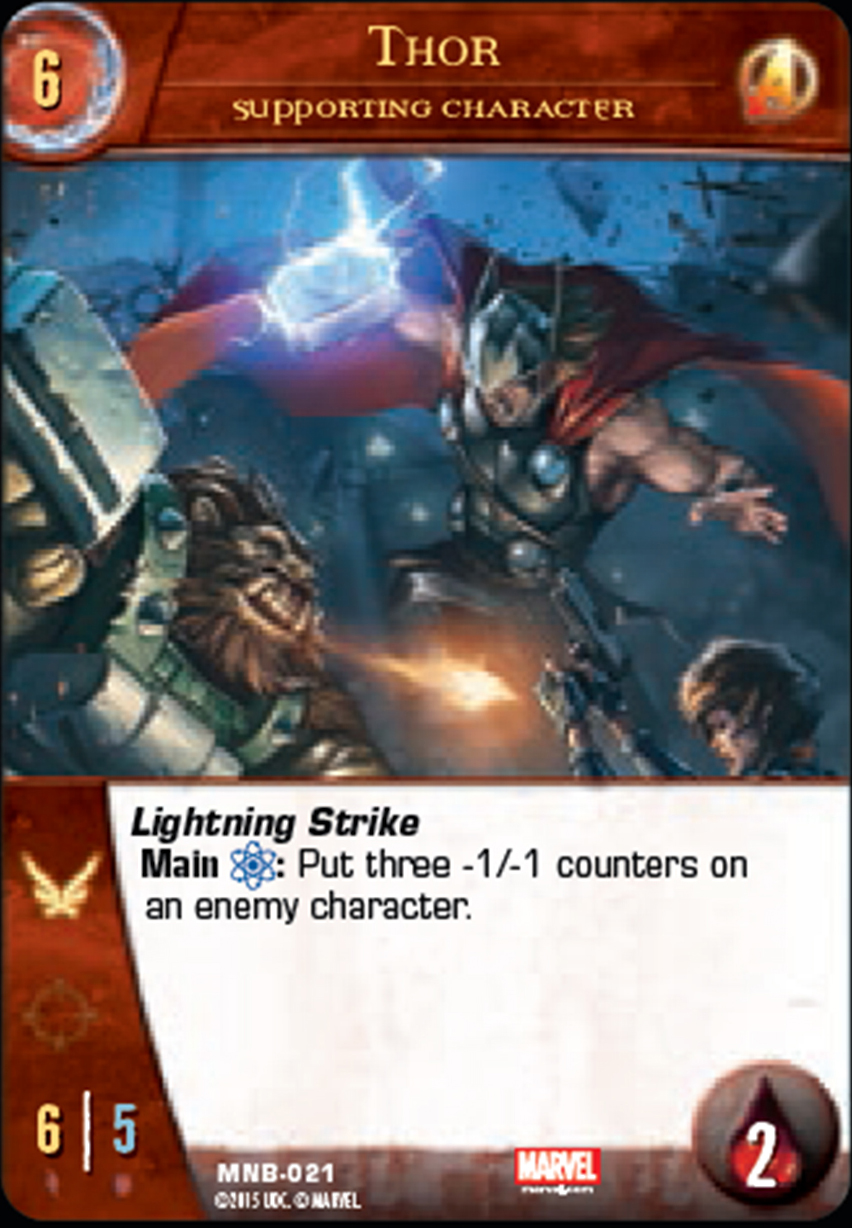 6
THOR
SUPPORTING CHARACTER
Lightning Strike
Main : Put three -1/-1 counters on
an enemy character.
6 | 5
2
MNB-021
MARVEL
©2015 UDC. © MARVEL